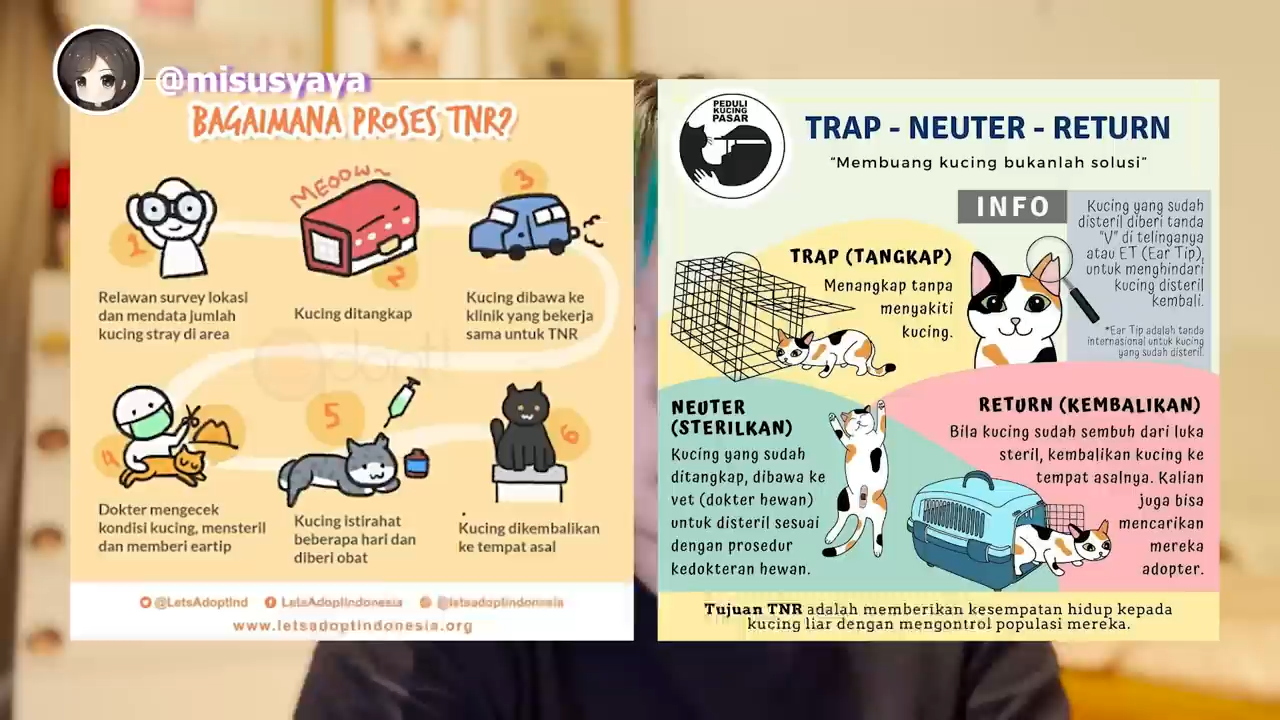 @misusyaya
BAGAIMANA PROSES TNR?
1
Relawan survey lokasi
dan mendata jumlah
kucing stray di area
MEOOW~
2
Kucing ditangkap
3
Kucing dibawa ke
klinik yang bekerja
sama untuk TNR
4
Dokter mengecek
kondisi kucing, mensteril
dan memberi eartip
5
Kucing istirahat
beberapa hari dan
diberi obat
6
Kucing dikembalikan
ke tempat asal
@LetsAdoptInd
LetsAdoptIndonesia
@letsadoptindonesia
www.letsadoptindonesia.org
PEDULI
KUCING
PASAR
TRAP - NEUTER - RETURN
“Membuang kucing bukanlah solusi”
INFO
Kucing yang sudah
disteril diberi tanda
"V" di telinganya
atau ET (Ear Tip),
untuk menghindari
kucing disteril
kembali.
*Ear Tip adalah tanda
internasional untuk kucing
yang sudah disteril.
TRAP (TANGKAP)
Menangkap tanpa
menyakiti
kucing.
NEUTER
(STERILKAN)
Kucing yang sudah
ditangkap, dibawa ke
vet (dokter hewan)
untuk disteril sesuai
dengan prosedur
kedokteran hewan.
RETURN (KEMBALIKAN)
Bila kucing sudah sembuh dari luka
steril, kembalikan kucing ke
tempat asalnya. Kalian
juga bisa
mencarikan
mereka
adopter.
Tujuan TNR adalah memberikan kesempatan hidup kepada
kucing liar dengan mengontrol populasi mereka.